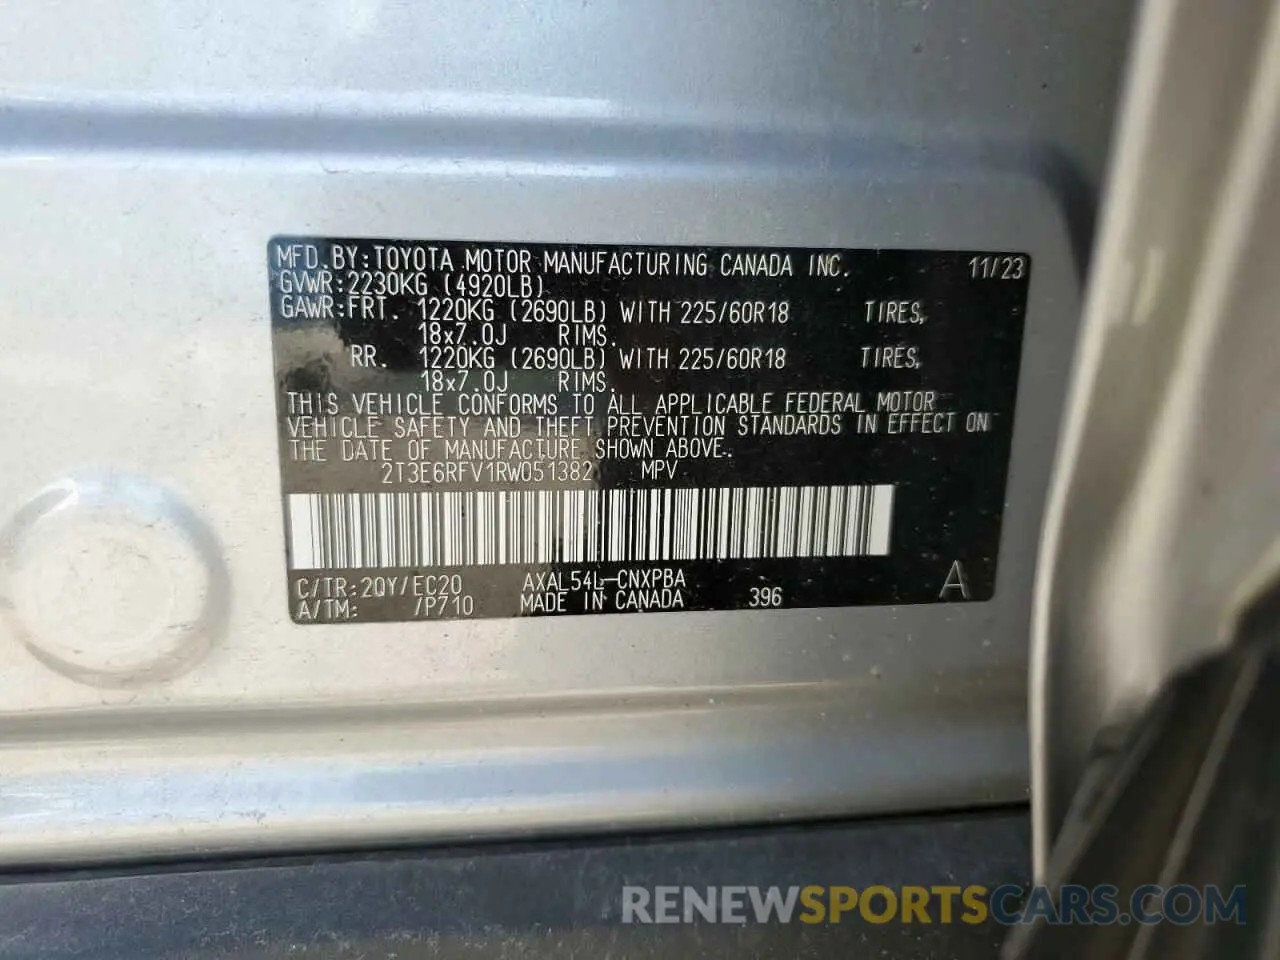 MFD.BY:TOYOTA MOTOR MANUFACTURING CANADA INC. 11/23
GVWR:2230KG (4920LB)
GAWR:FRT. 1220KG (2690LB) WITH 225/60R18 TIRES,
18x7.0J RIMS.
RR. 1220KG (2690LB) WITH 225/60R18 TIRES,
18x7.0J RIMS.
THIS VEHICLE CONFORMS TO ALL APPLICABLE FEDERAL MOTOR
VEHICLE SAFETY AND THEFT PREVENTION STANDARDS IN EFFECT ON
THE DATE OF MANUFACTURE SHOWN ABOVE.
2T3E6RFV1RW051382 MPV
C/TR:2QY/EC20 AXAL54L-CNXPBA
A/TM: /P710 MADE IN CANADA 396 A
RENEWSPORTSCARS.COM